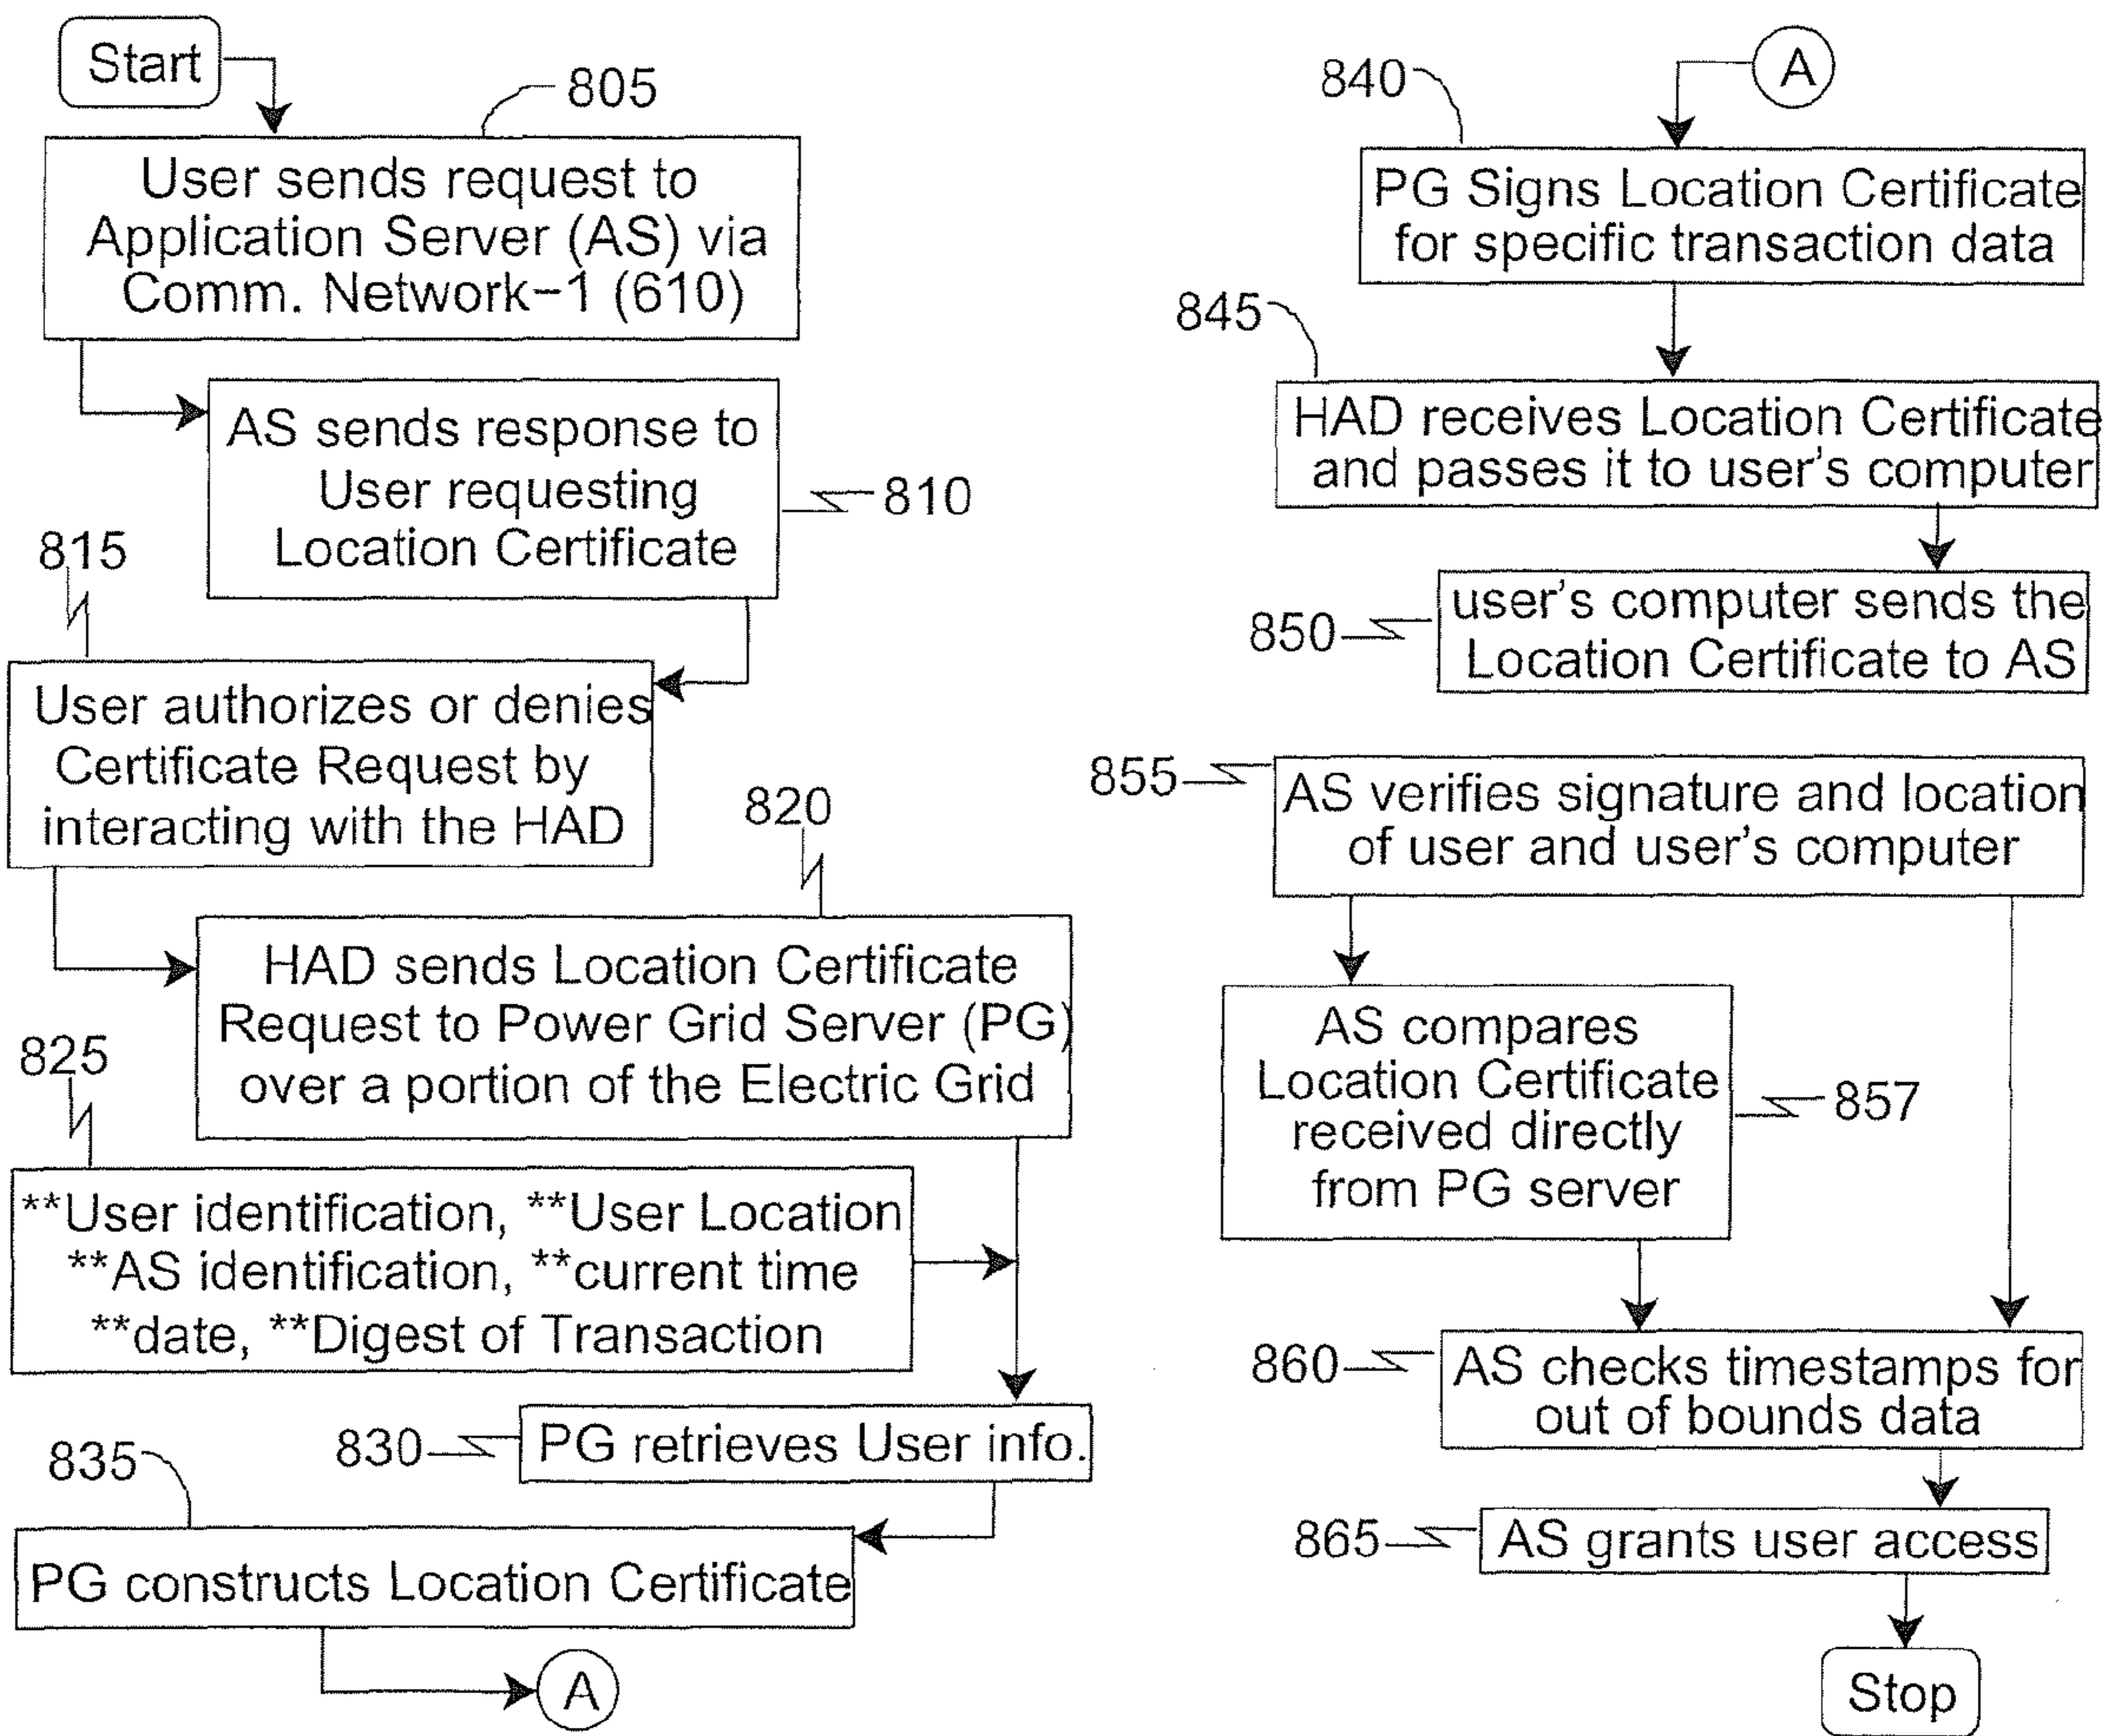 Start
805
User sends request to
Application Server (AS) via
Comm. Network-1 (610)
AS sends response to
User requesting
Location Certificate
810
815
User authorizes or denies
Certificate Request by
interacting with the HAD
820
HAD sends Location Certificate
Request to Power Grid Server (PG)
over a portion of the Electric Grid
825
**User identification, **User Location
**AS identification, **current time
**date, **Digest of Transaction
830
PG retrieves User info.
835
PG constructs Location Certificate
A
A
840
PG Signs Location Certificate
for specific transaction data
845
HAD receives Location Certificate
and passes it to user's computer
850
user's computer sends the
Location Certificate to AS
855
AS verifies signature and location
of user and user's computer
AS compares
Location Certificate
received directly
from PG server
857
860
AS checks timestamps for
out of bounds data
865
AS grants user access
Stop